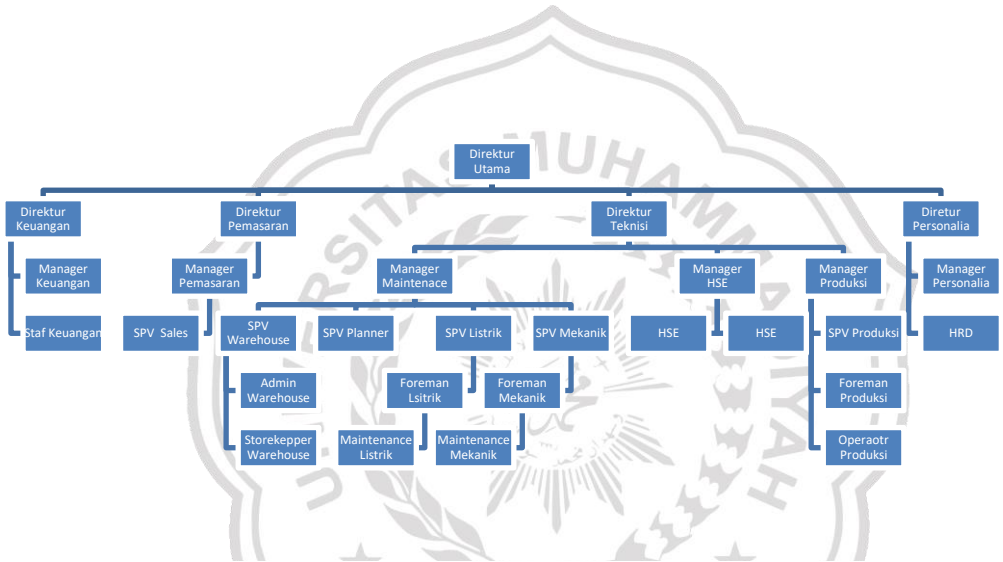 Direktur
Utama
Direktur
Keuangan
Direktur
Pemasaran
Direktur
Teknisi
Diretur
Personalia
Manager
Keuangan
Manager
Pemasaran
Manager
Maintenace
Manager
HSE
Manager
Produksi
Manager
Personalia
Staf Keuangan
SPV Sales
SPV
Warehouse
SPV Planner
SPV Listrik
SPV Mekanik
HSE
HSE
SPV Produksi
HRD
Admin
Warehouse
Foreman
Lsitrik
Foreman
Mekanik
Foreman
Produksi
Storekepper
Warehouse
Maintenance
Listrik
Maintenance
Mekanik
Operaotr
Produksi